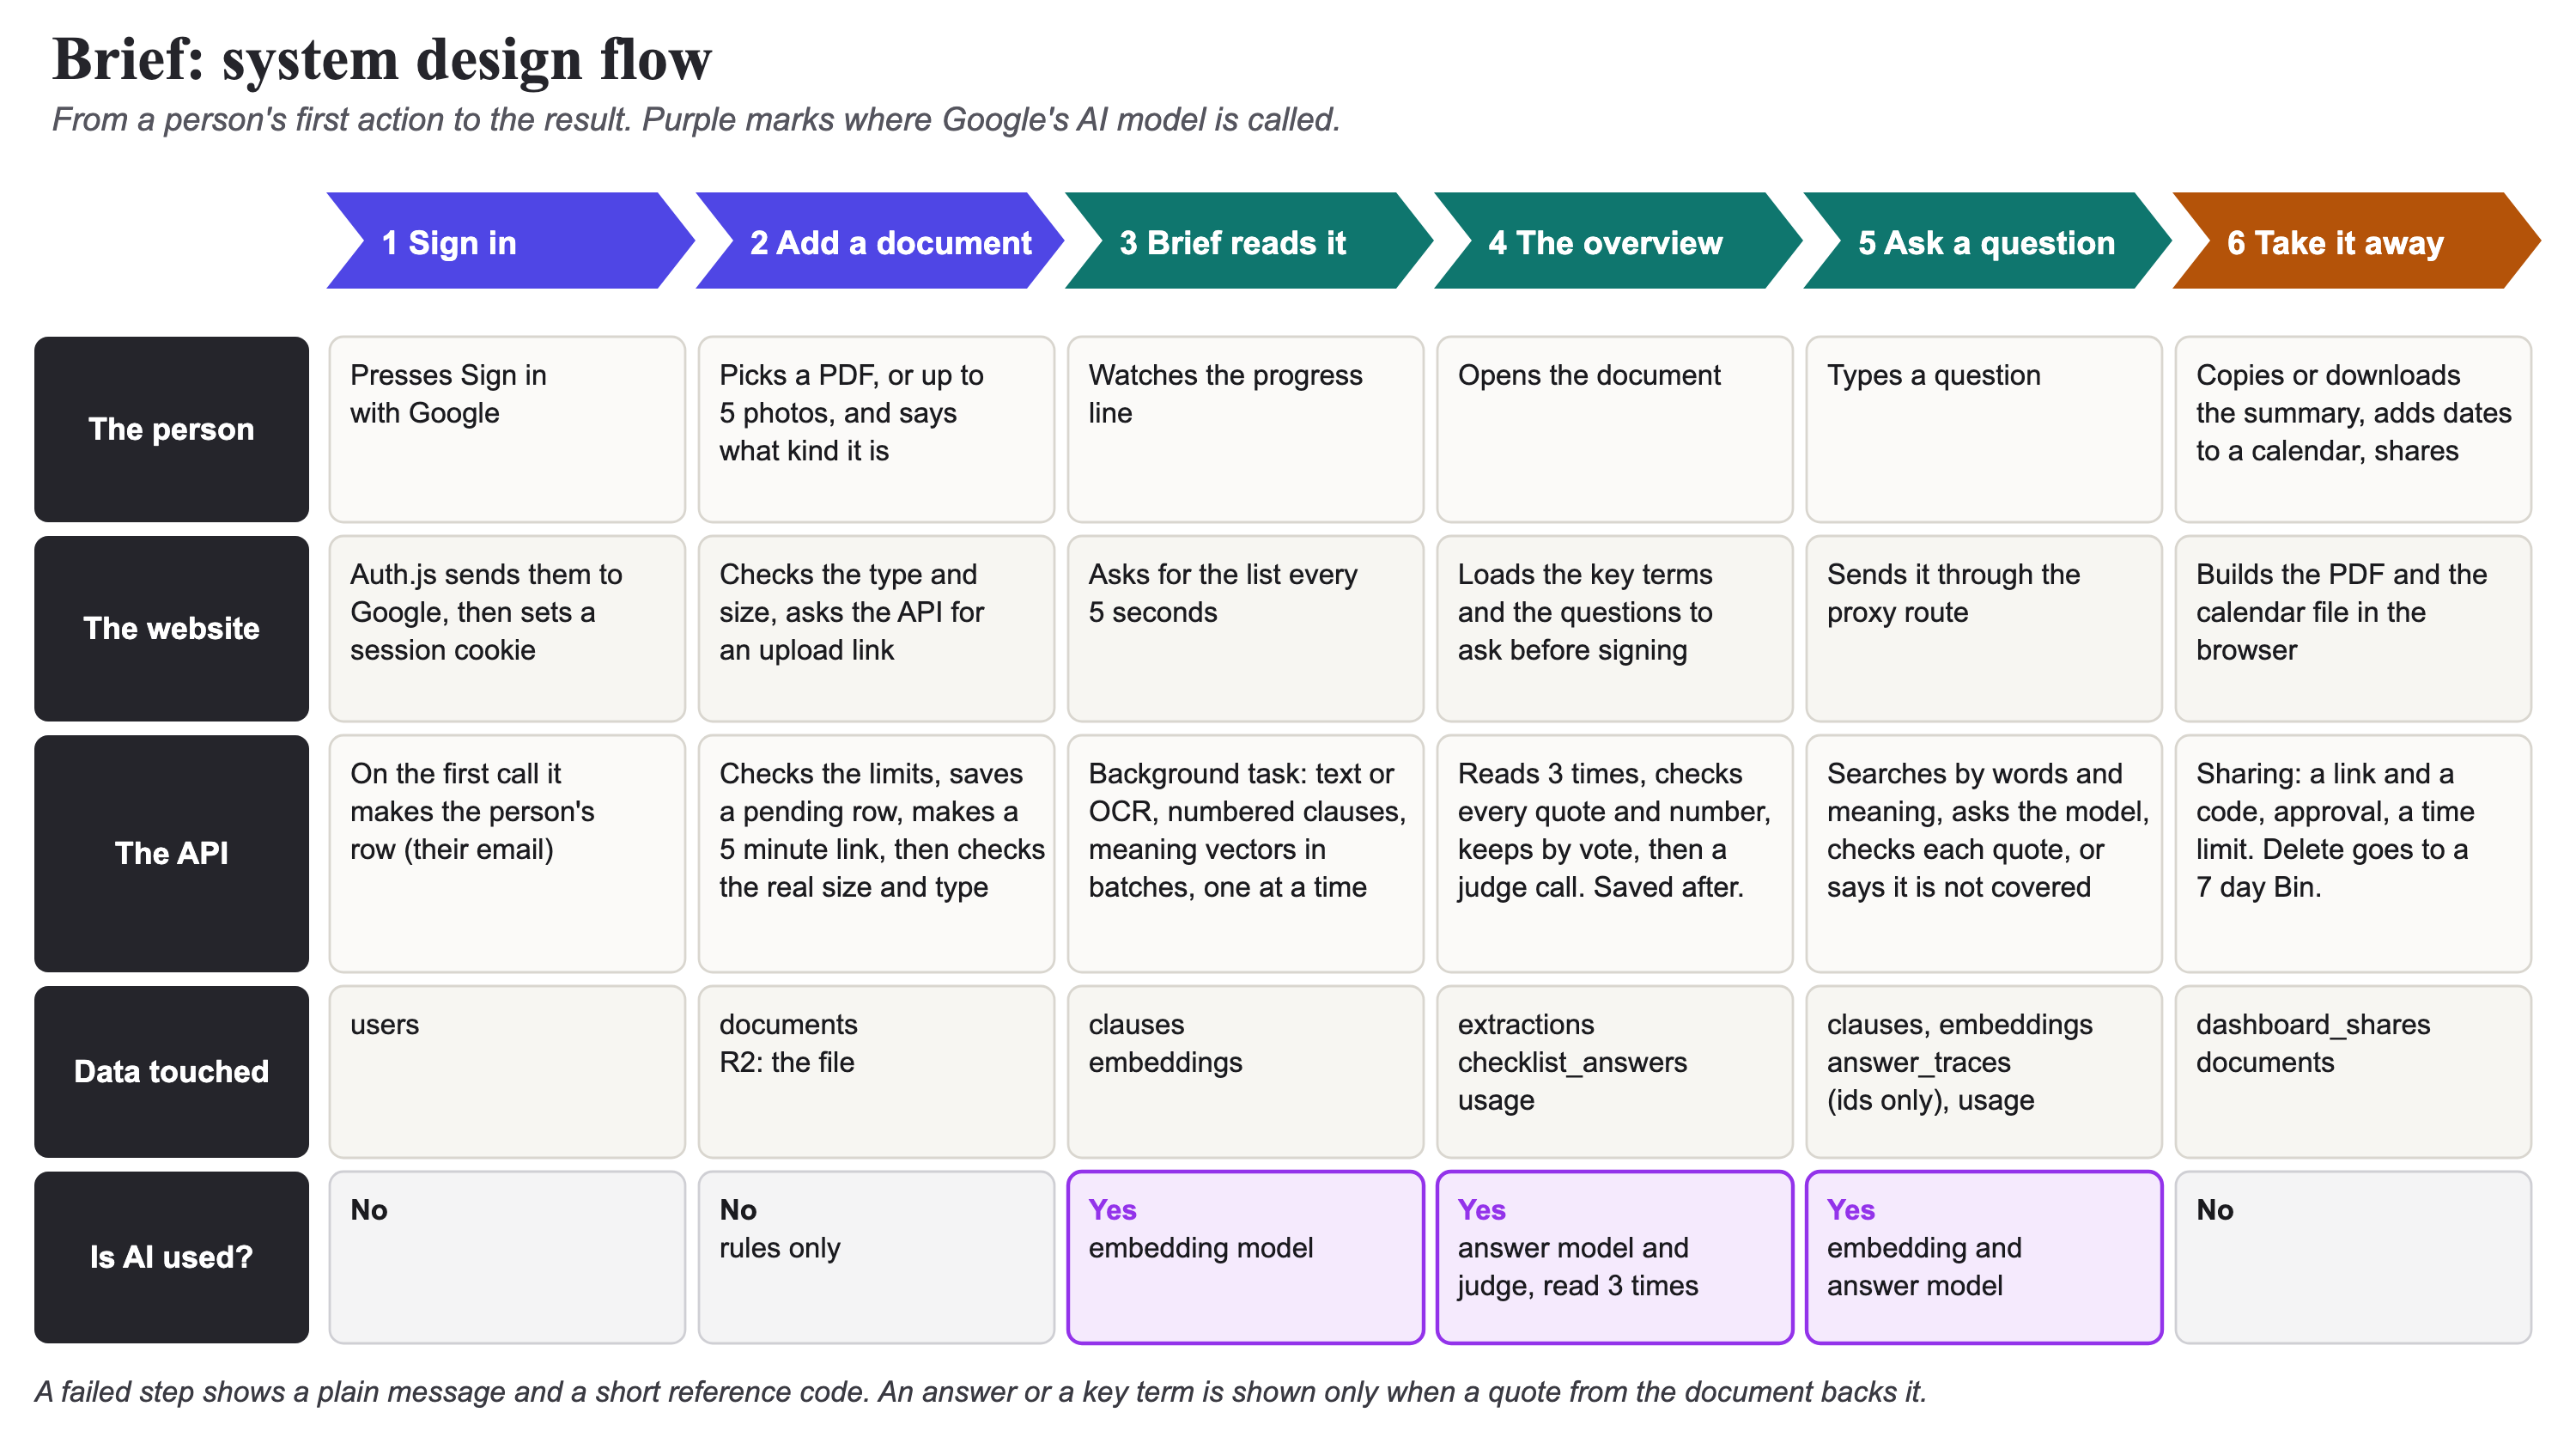 Brief: system design flow
From a person's first action to the result. Purple marks where Google's AI model is called.
1 Sign in
2 Add a document
3 Brief reads it
4 The overview
5 Ask a question
6 Take it away
The person
Presses Sign in
with Google
Picks a PDF, or up to
5 photos, and says
what kind it is
Watches the progress
line
Opens the document
Types a question
Copies or downloads
the summary, adds dates
to a calendar, shares
The website
Auth.js sends them to
Google, then sets a
session cookie
Checks the type and
size, asks the API for
an upload link
Asks for the list every
5 seconds
Loads the key terms
and the questions to
ask before signing
Sends it through the
proxy route
Builds the PDF and the
calendar file in the
browser
The API
On the first call it
makes the person's
row (their email)
Checks the limits, saves
a pending row, makes a
5 minute link, then checks
the real size and type
Background task: text or
OCR, numbered clauses,
meaning vectors in
batches, one at a time
Reads 3 times, checks
every quote and number,
keeps by vote, then a
judge call. Saved after.
Searches by words and
meaning, asks the model,
checks each quote, or
says it is not covered
Sharing: a link and a
code, approval, a time
limit. Delete goes to a
7 day Bin.
Data touched
users
documents
R2: the file
clauses
embeddings
extractions
checklist_answers
usage
clauses, embeddings
answer_traces
(ids only), usage
dashboard_shares
documents
Is AI used?
No
No
rules only
Yes
embedding model
Yes
answer model and
judge, read 3 times
Yes
embedding and
answer model
No
A failed step shows a plain message and a short reference code. An answer or a key term is shown only when a quote from the document backs it.